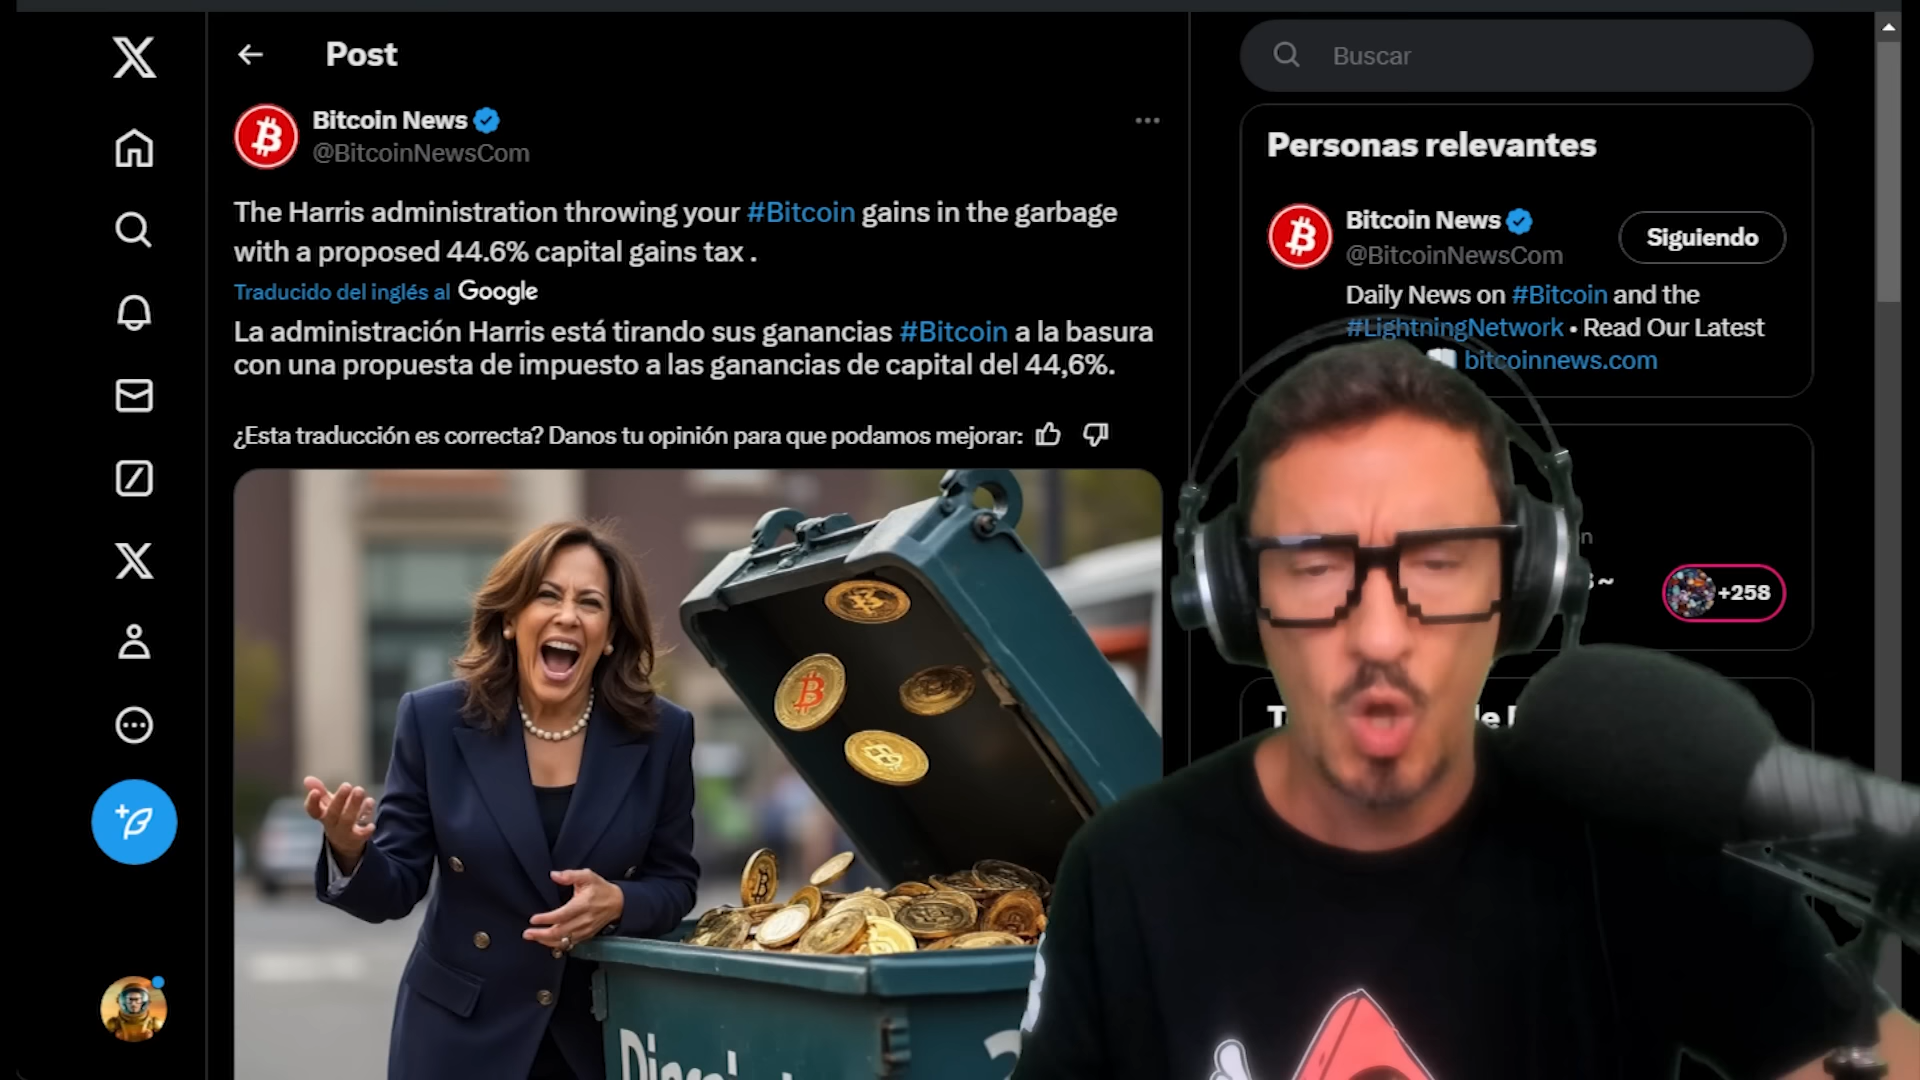 Post
Bitcoin News
@BitcoinNewsCom
The Harris administration throwing your #Bitcoin gains in the garbage
with a proposed 44.6% capital gains tax .
Traducido del inglés al Google
La administración Harris está tirando sus ganancias #Bitcoin a la basura
con una propuesta de impuesto a las ganancias de capital del 44,6%.
¿Esta traducción es correcta? Danos tu opinión para que podamos mejorar:
Buscar
Personas relevantes
Bitcoin News
@BitcoinNewsCom
Siguiendo
Daily News on #Bitcoin and the
#LightningNetwork • Read Our Latest
bitcoinnews.com
+258